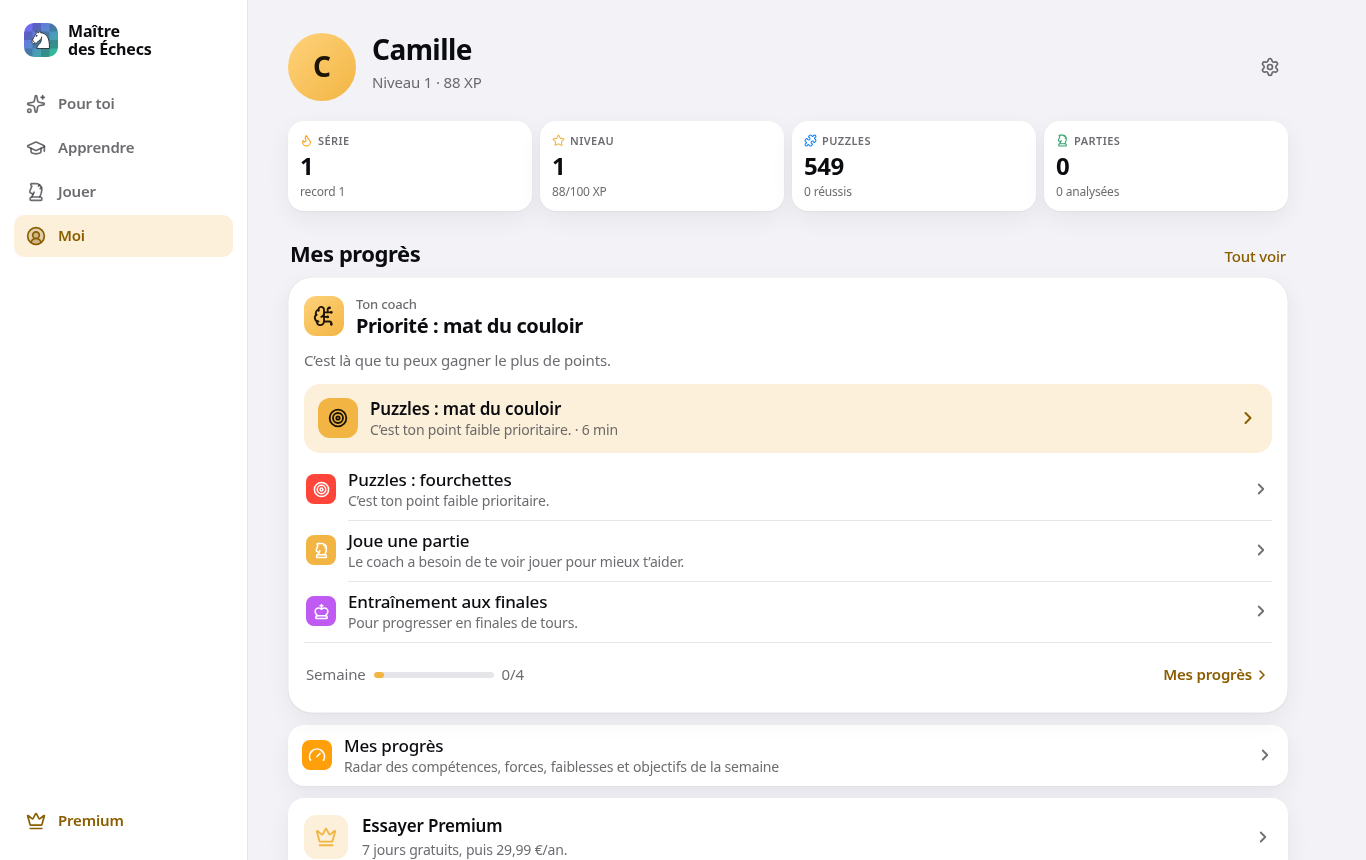 Maître
des Échecs
Pour toi
Apprendre
Jouer
Moi
Premium
C
Camille
Niveau 1 · 88 XP
SÉRIE
1
record 1
NIVEAU
1
88/100 XP
PUZZLES
549
0 réussis
PARTIES
0
0 analysées
Mes progrès
Tout voir
Ton coach
Priorité : mat du couloir
C’est là que tu peux gagner le plus de points.
Puzzles : mat du couloir
C’est ton point faible prioritaire. · 6 min
Puzzles : fourchettes
C’est ton point faible prioritaire.
Joue une partie
Le coach a besoin de te voir jouer pour mieux t’aider.
Entraînement aux finales
Pour progresser en finales de tours.
Semaine 0/4
Mes progrès
Mes progrès
Radar des compétences, forces, faiblesses et objectifs de la semaine
Essayer Premium
7 jours gratuits, puis 29,99 €/an.